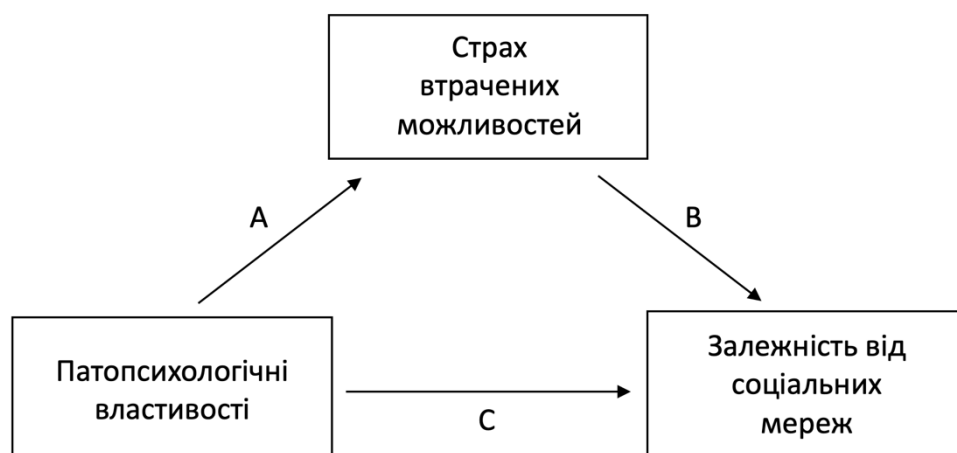 Страх
втрачених
можливостей
A
B
Патопсихологічні
властивості
C
Залежність від
соціальних
мереж